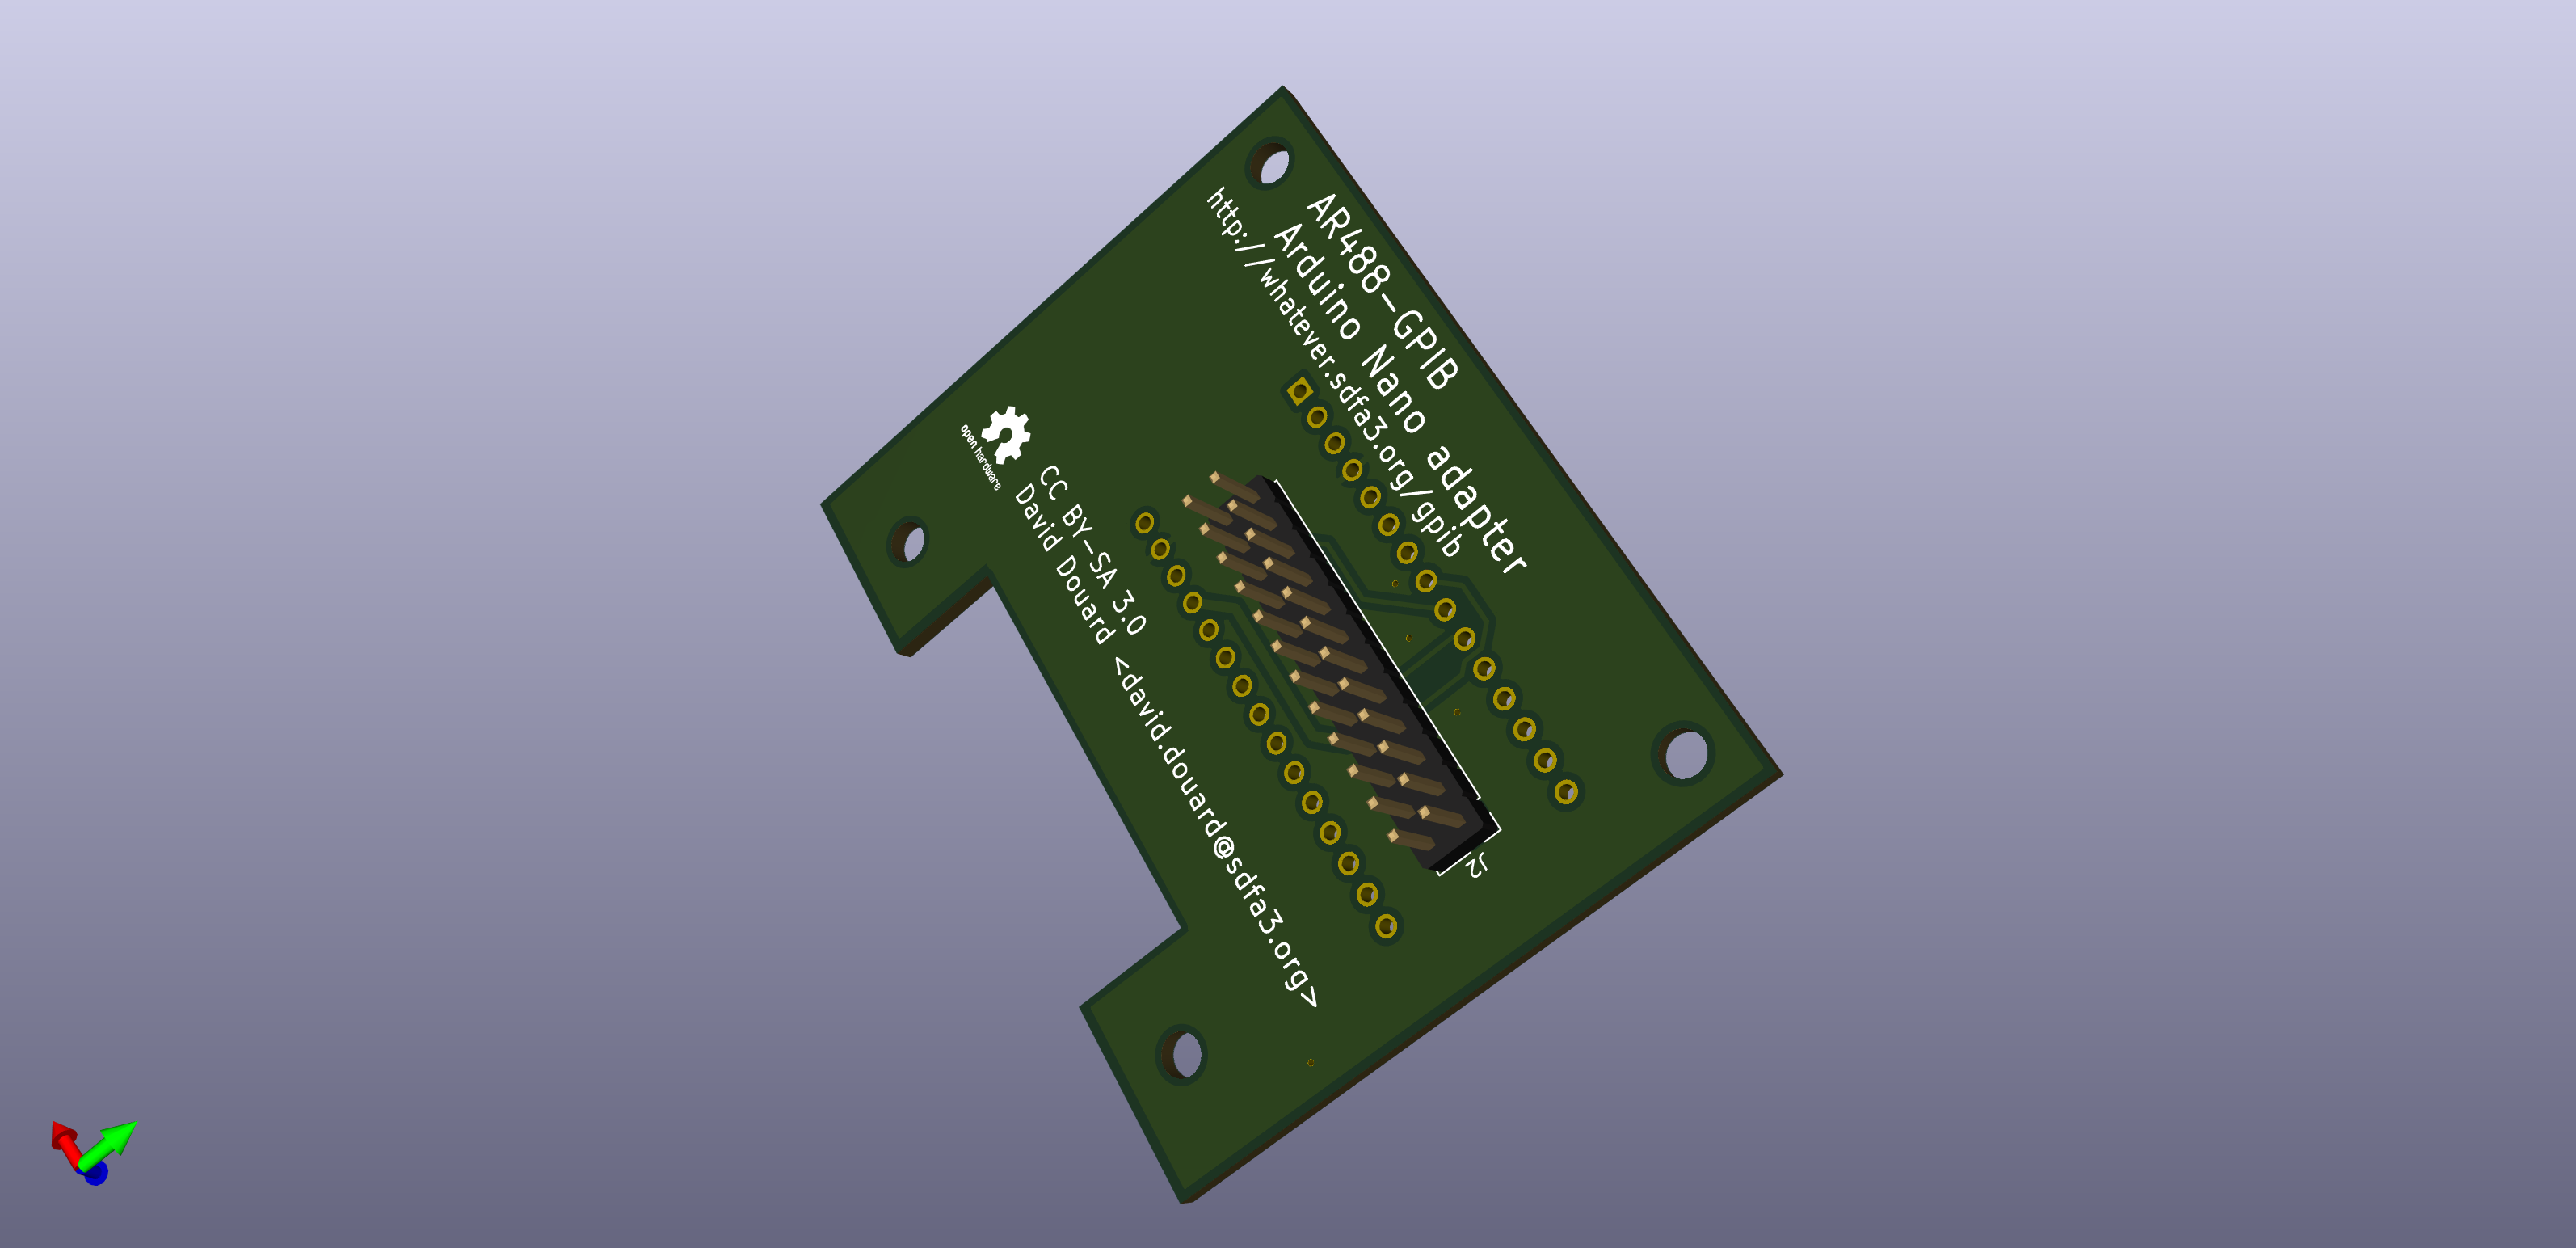 AR488-GPIB
Arduino Nano adapter
http://whatever.sdfa3.org/gpib
J2
CC BY-SA 3.0
David Douard <david.douard@sdfa3.org>
open hardware